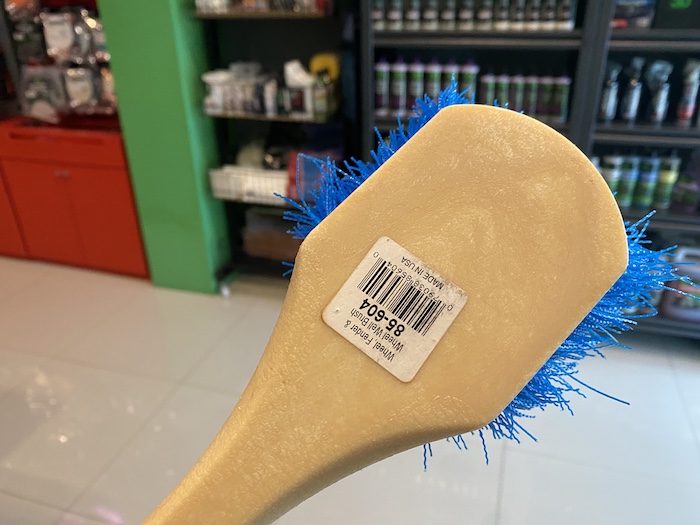 Wheel Fender &
Wheel Well Brush
85-604
MADE IN USA